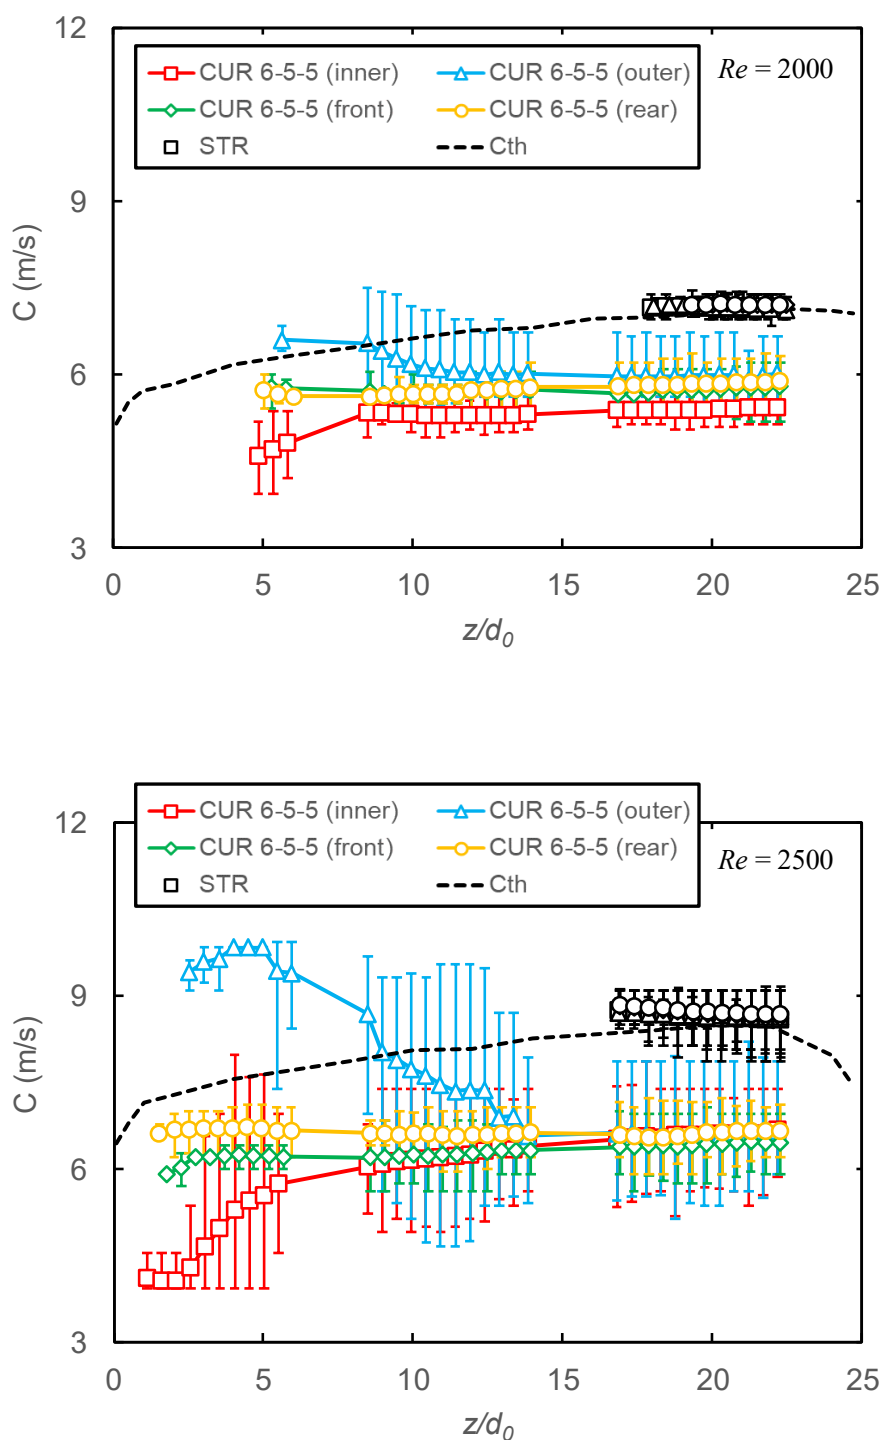 12
CUR 6-5-5 (inner) CUR 6-5-5 (outer) Re = 2000
CUR 6-5-5 (front) CUR 6-5-5 (rear)
STR Cth
9
C (m/s)
6
3
0 5 10 15 20 25
z/d0
12
CUR 6-5-5 (inner) CUR 6-5-5 (outer)
CUR 6-5-5 (front) CUR 6-5-5 (rear) Re = 2500
STR Cth
9
C (m/s)
6
3
0 5 10 15 20 25
z/d0